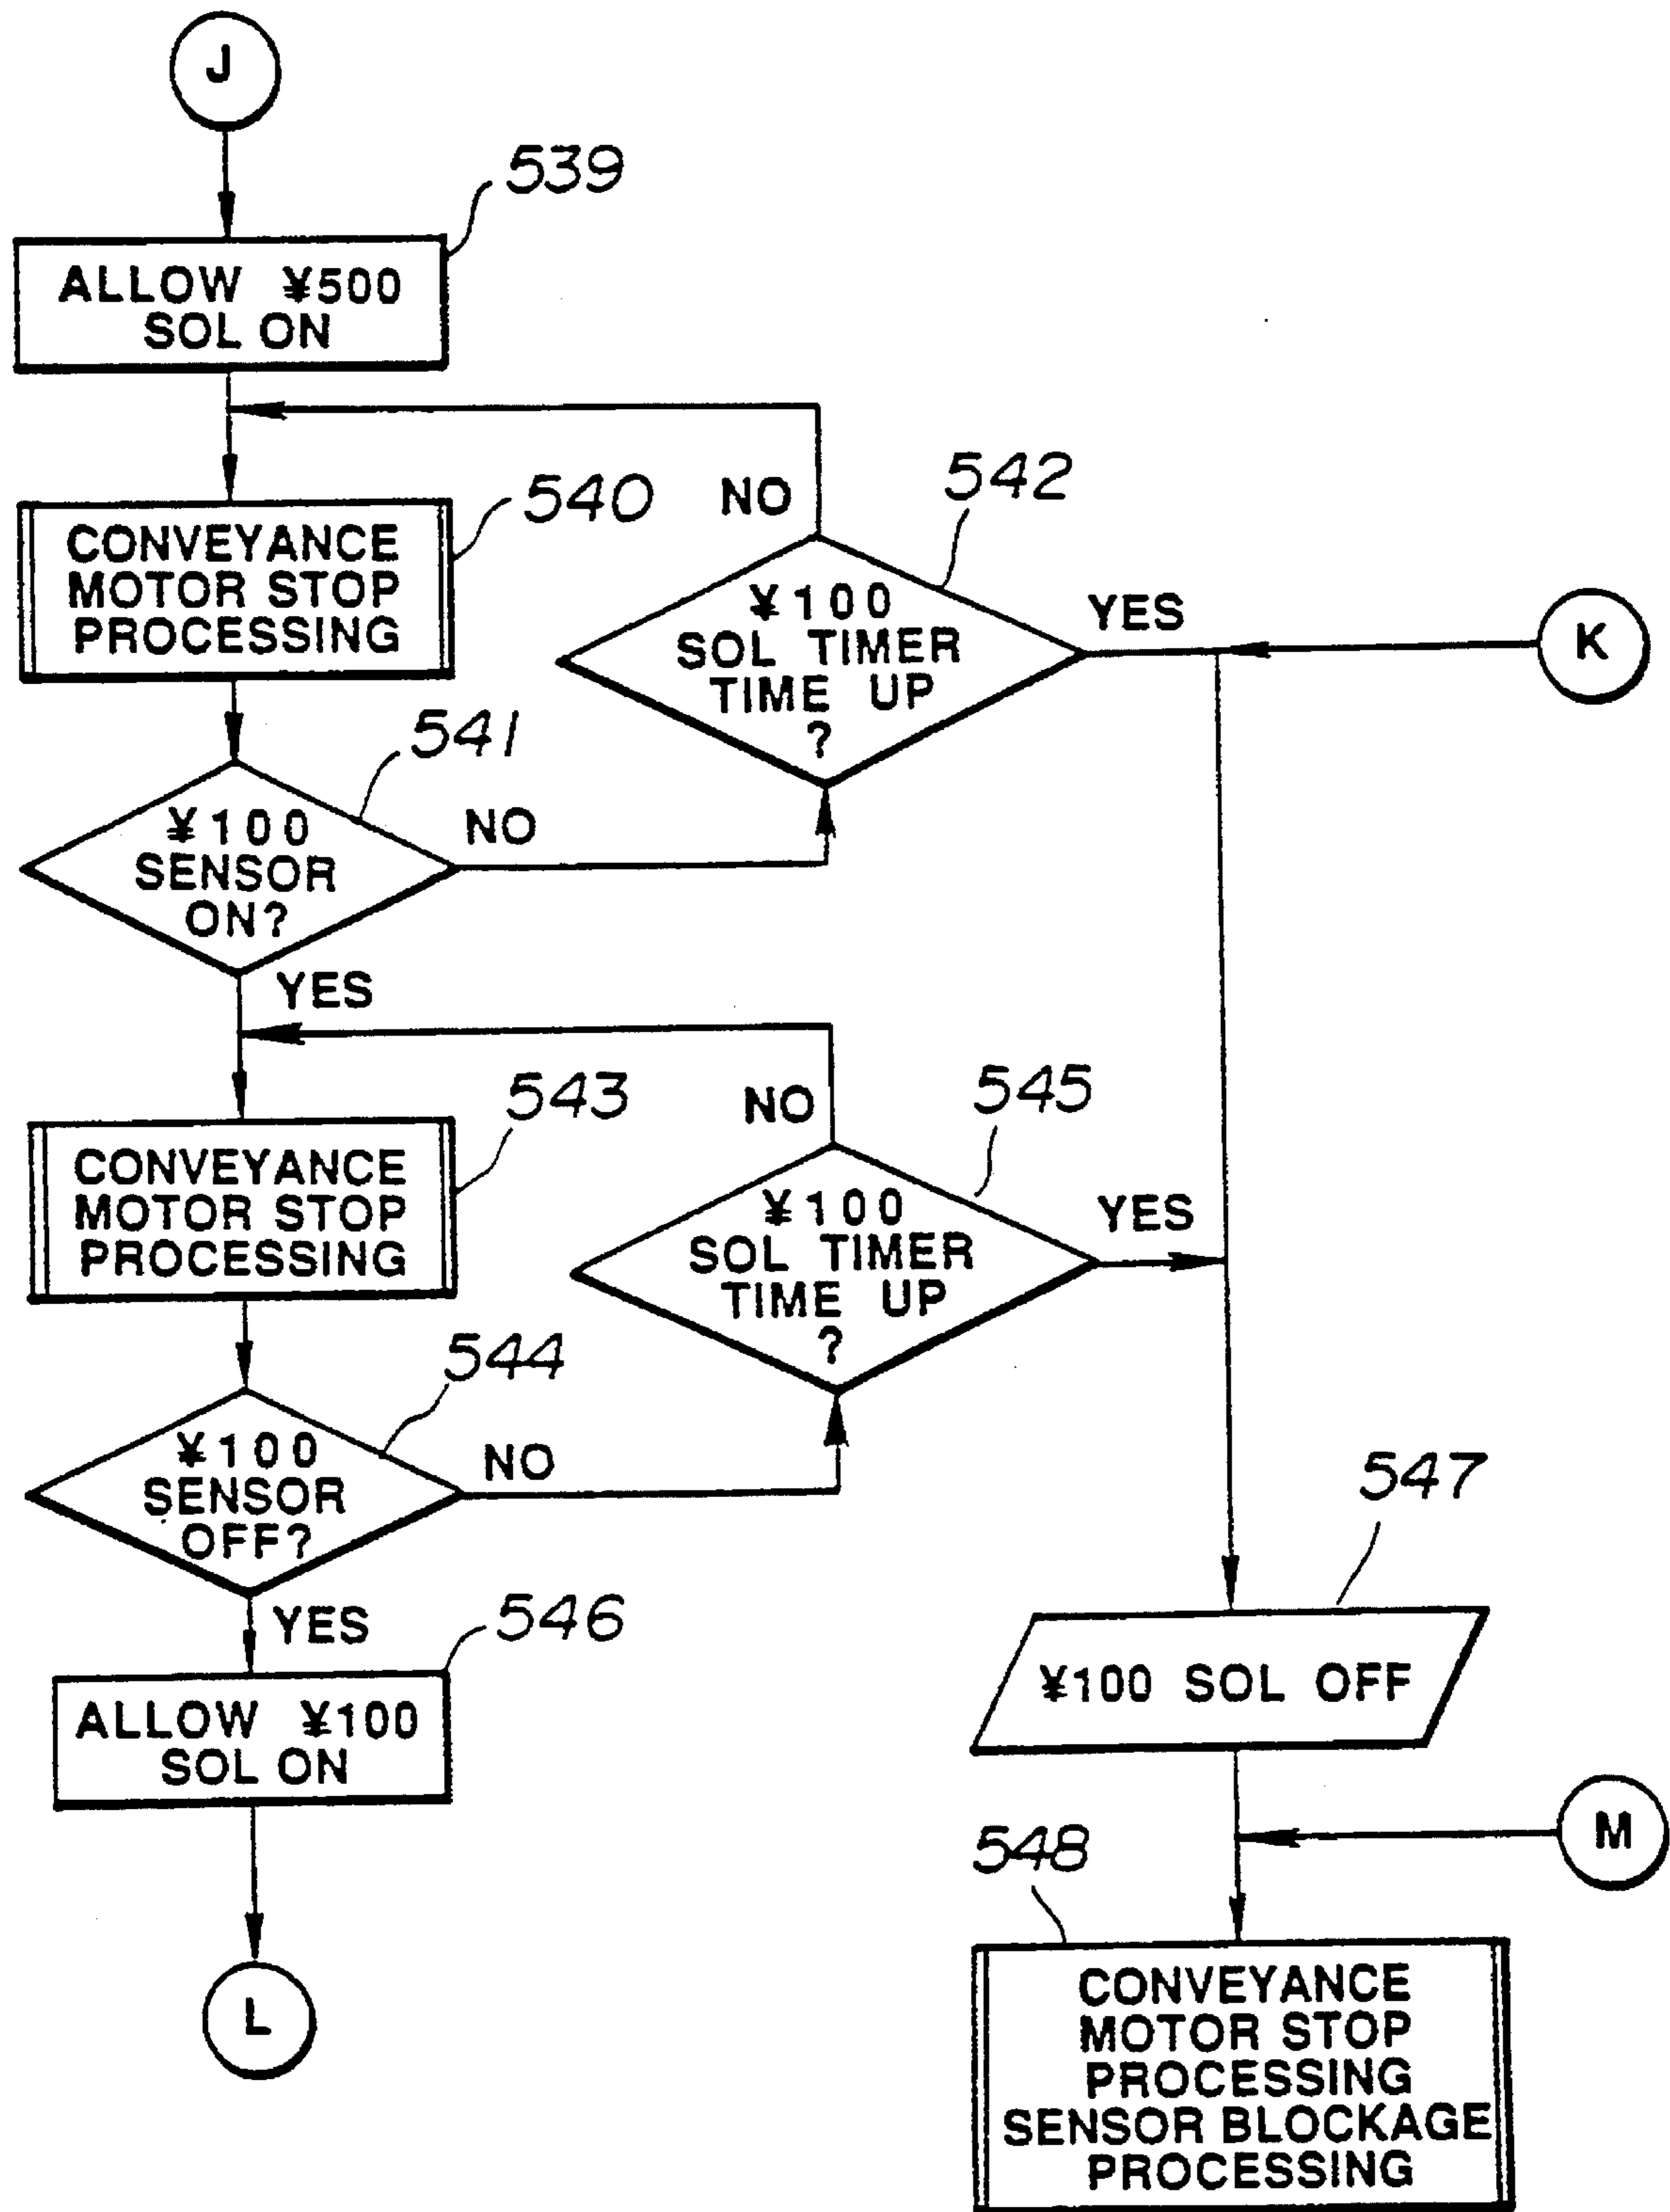 J
539
ALLOW ¥500
SOL ON
540
CONVEYANCE
MOTOR STOP
PROCESSING
NO
542
¥100
SOL TIMER
TIME UP
?
YES
K
541
¥100
SENSOR
ON?
NO
YES
543
CONVEYANCE
MOTOR STOP
PROCESSING
NO
545
¥100
SOL TIMER
TIME UP
?
YES
544
¥100
SENSOR
OFF?
NO
YES
546
ALLOW ¥100
SOL ON
L
547
¥100 SOL OFF
M
548
CONVEYANCE
MOTOR STOP
PROCESSING
SENSOR BLOCKAGE
PROCESSING